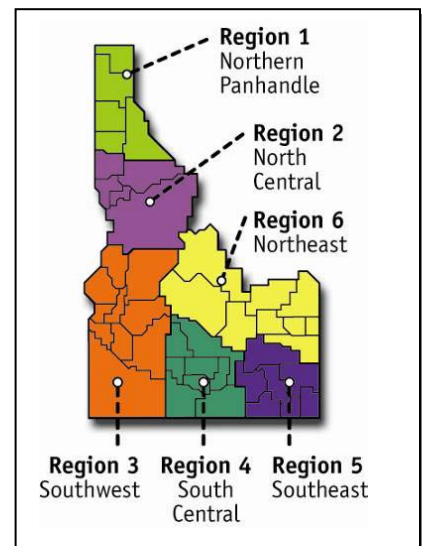 Region 1
Northern
Panhandle
Region 2
North
Central
Region 6
Northeast
Region 3
Southwest
Region 4
South
Central
Region 5
Southeast